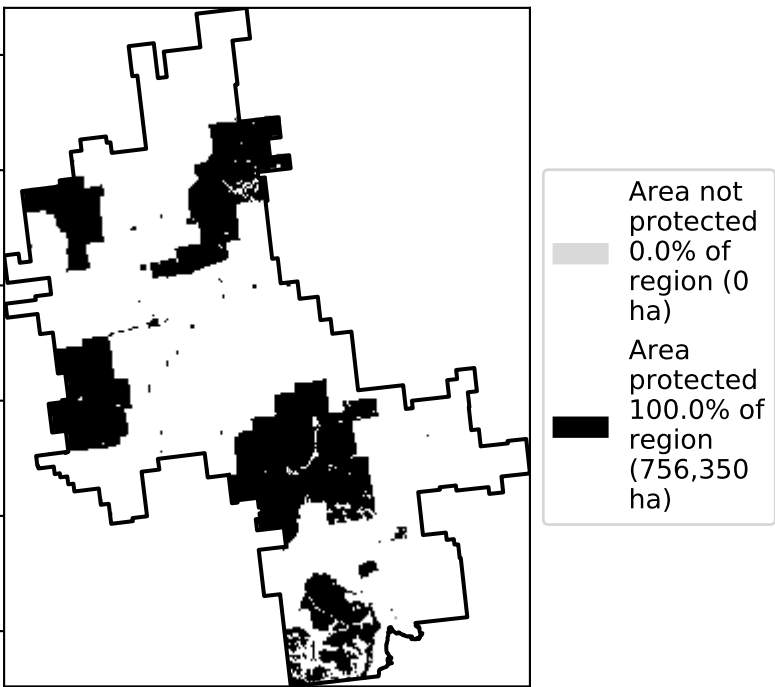 Area not
protected
0.0% of
region (0
ha)
Area
protected
100.0% of
region
(756,350
ha)